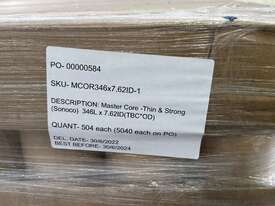 PO- 00000584
SKU- MCOR346x7.62ID-1
DESCRIPTION: Master Core -Thin & Strong
(Sonoco) 346L x 7.62ID(TBC*OD)
QUANT- 504 each (5040 each on PO)
DEL. DATE- 30/6/2022
BEST BEFORE- 30/6/2024